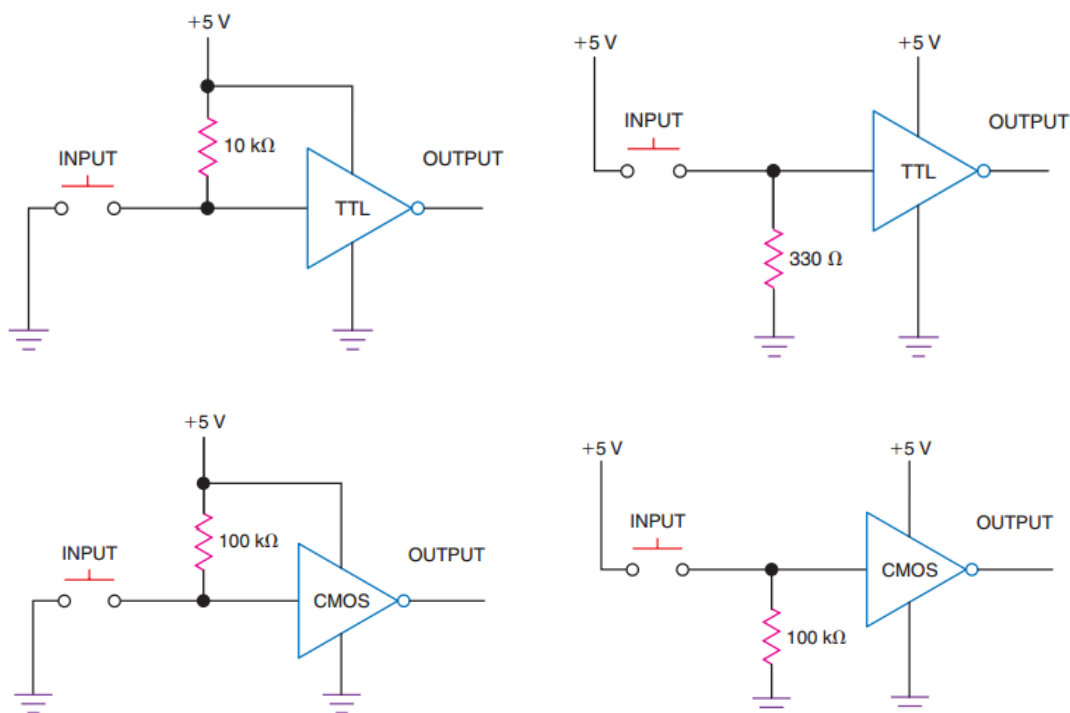 +5 V
10 kΩ
INPUT
OUTPUT
TTL
+5 V
+5 V
INPUT
OUTPUT
TTL
330 Ω
+5 V
100 kΩ
INPUT
OUTPUT
CMOS
+5 V
+5 V
INPUT
OUTPUT
CMOS
100 kΩ